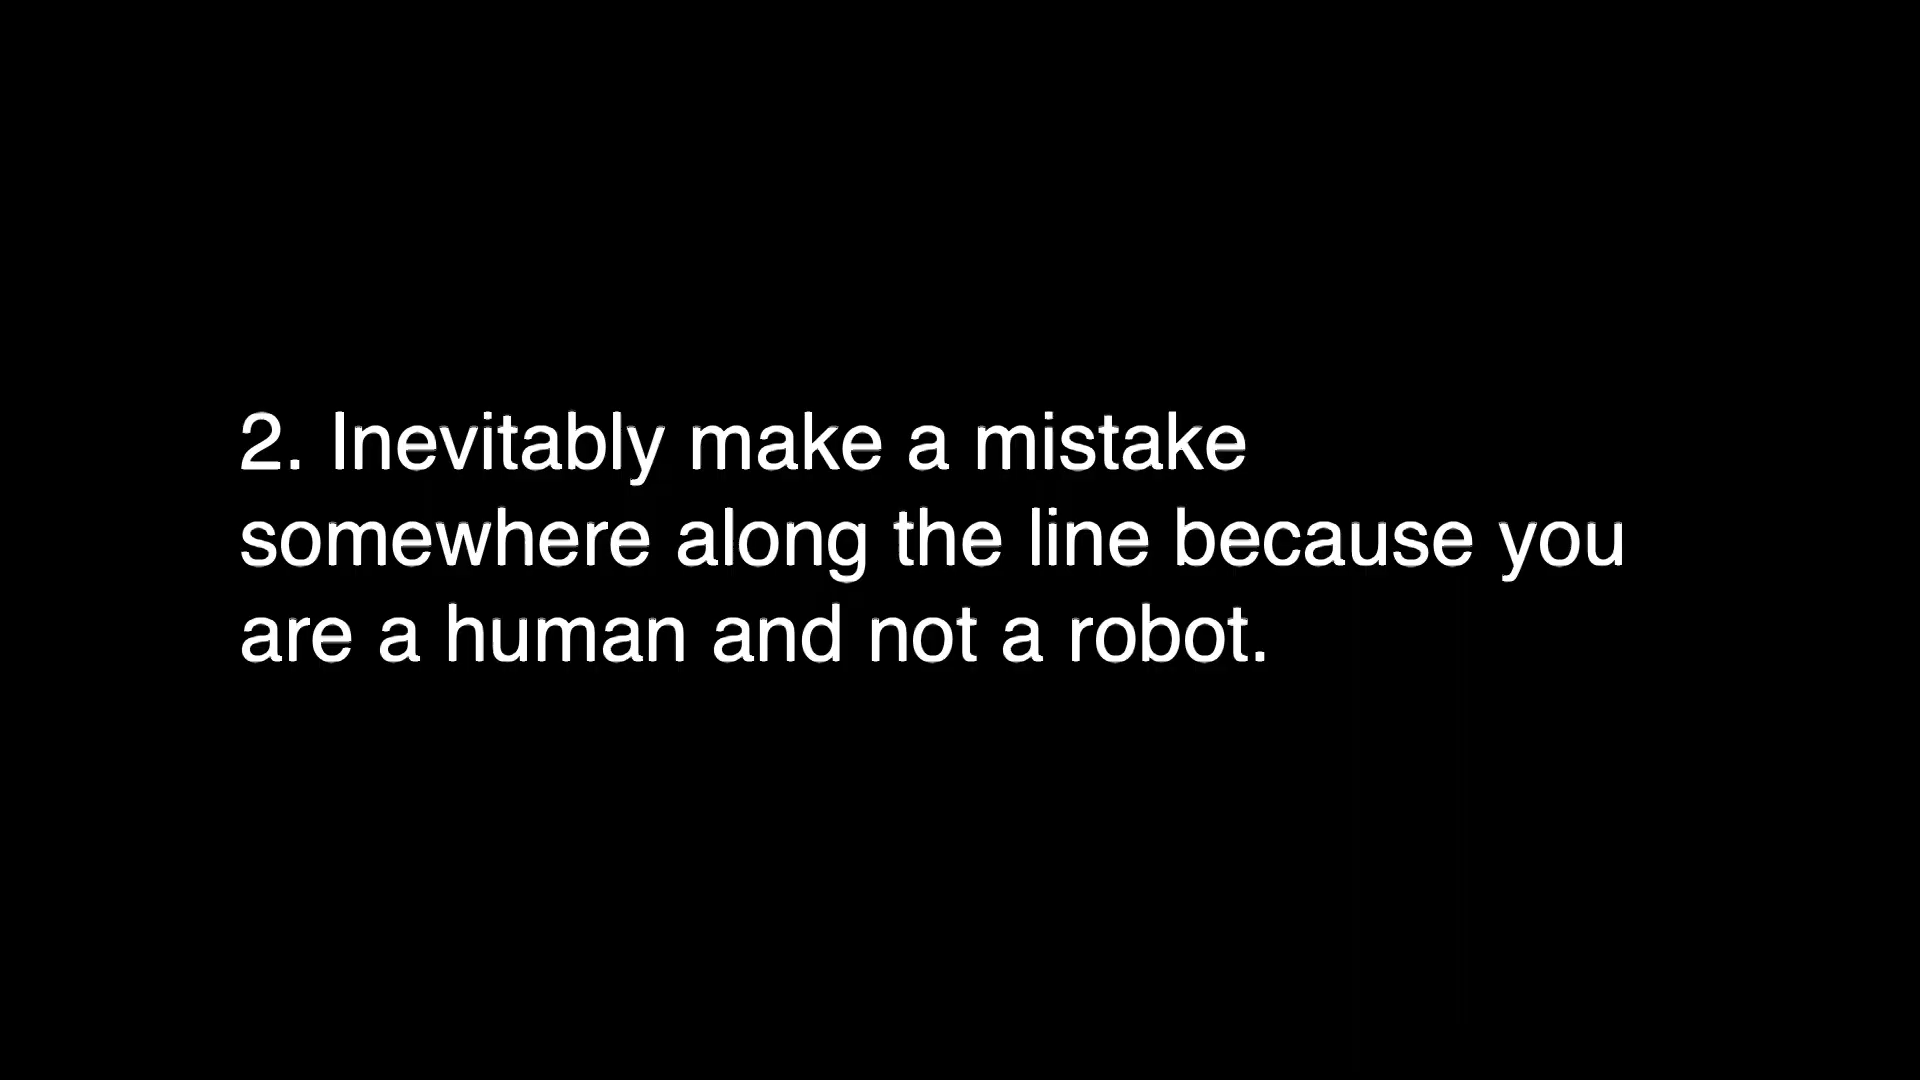 2. Inevitably make a mistake
somewhere along the line because you
are a human and not a robot.